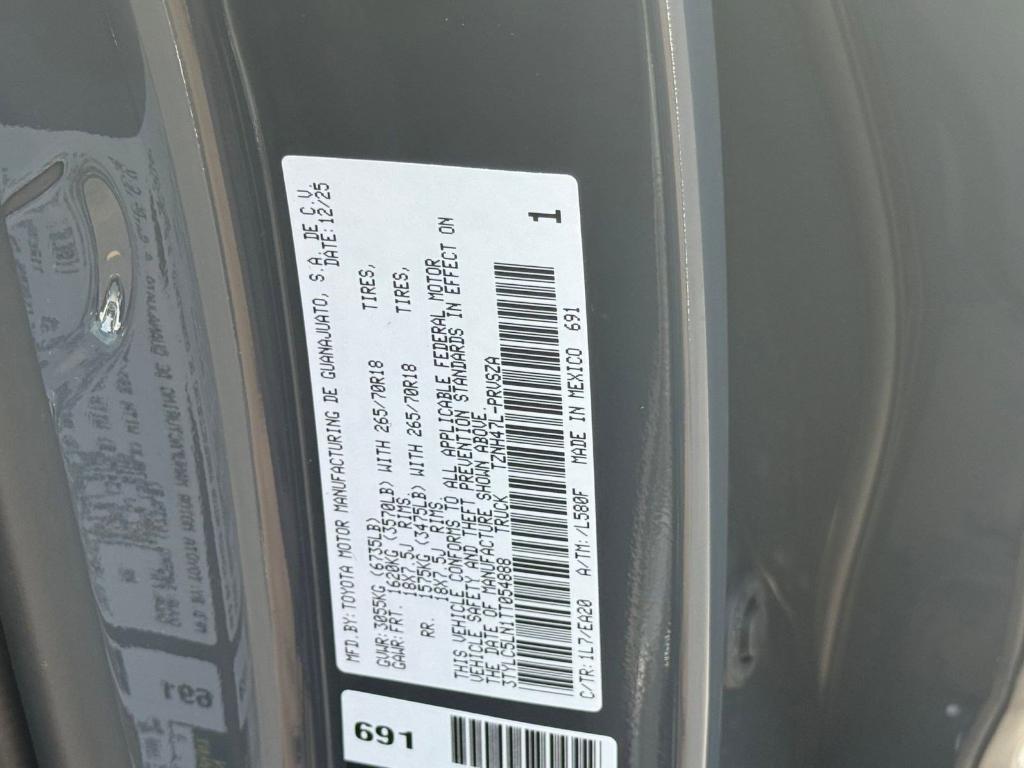 MFD.BY:TOYOTA MOTOR MANUFACTURING DE GUANAJUATO, S.A. DE C.V.
DATE:12/25
GVWR:3055KG (6735LB)
GAWR:FRT. 1620KG (3570LB) WITH 265/70R18 TIRES,
18X7.5J RIMS
RR. 1575KG (3475LB) WITH 265/70R18 TIRES,
18X7.5J RIMS
THIS VEHICLE CONFORMS TO ALL APPLICABLE FEDERAL MOTOR
VEHICLE SAFETY AND THEFT PREVENTION STANDARDS IN EFFECT ON
THE DATE OF MANUFACTURE SHOWN ABOVE.
3TYLC5LN1TT054888 TRUCK TZNH47L-PRV5ZA
1
C/TR:1L7/EA20 A/TM:/L580F MADE IN MEXICO 691
691